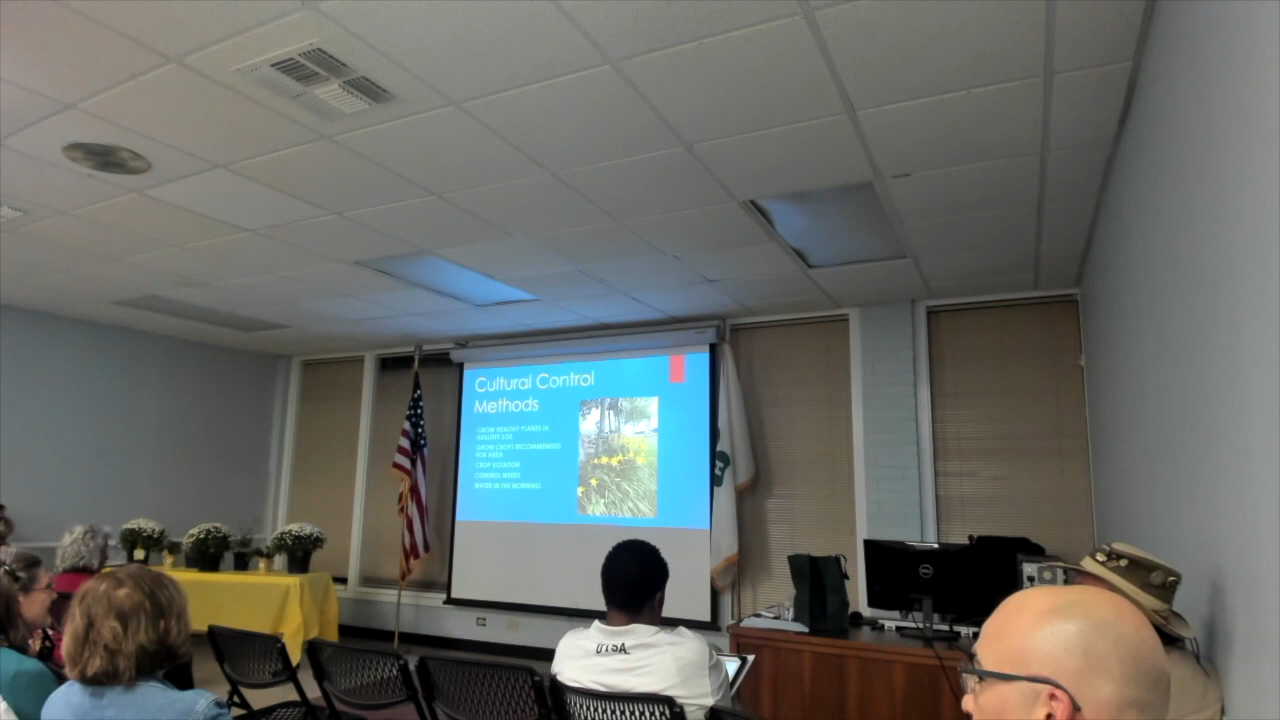 Cultural Control
Methods
GROW HEALTHY PLANTS IN
HEALTHY SOIL
GROW CROPS RECOMMENDED
FOR AREA
CROP ROTATION
CONTROL WEEDS
WATER IN THE MORNING
UTSA
DELL